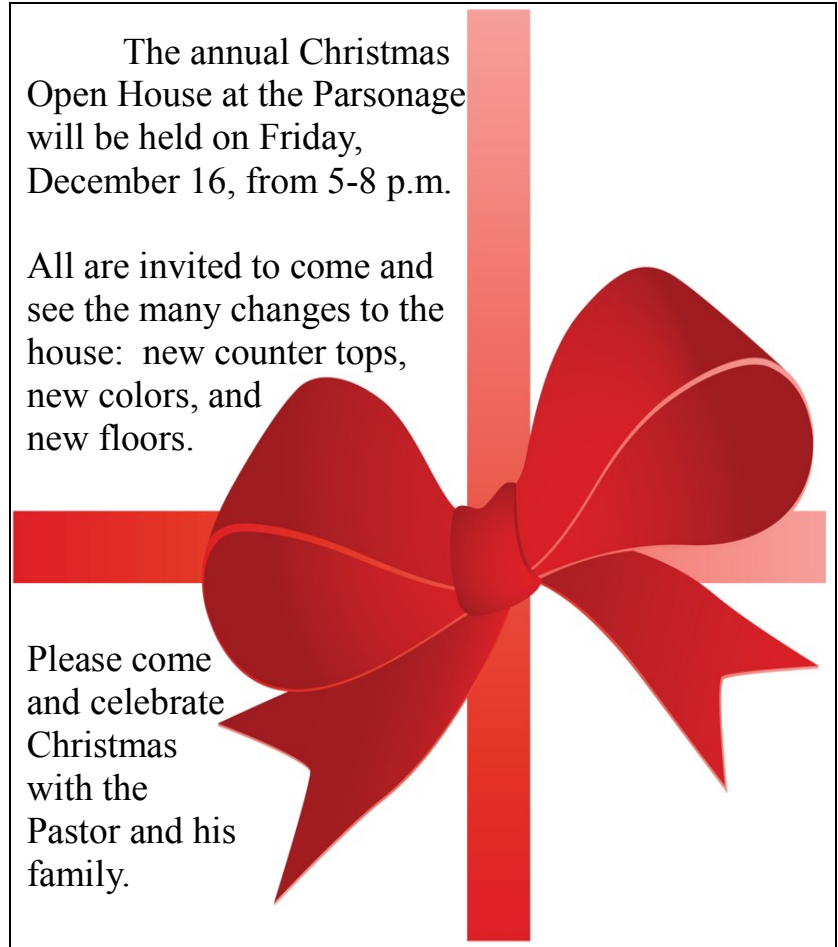 The annual Christmas
Open House at the Parsonage
will be held on Friday,
December 16, from 5-8 p.m.
All are invited to come and
see the many changes to the
house:  new counter tops,
new colors, and
new floors.
Please come
and celebrate
Christmas
with the
Pastor and his
family.